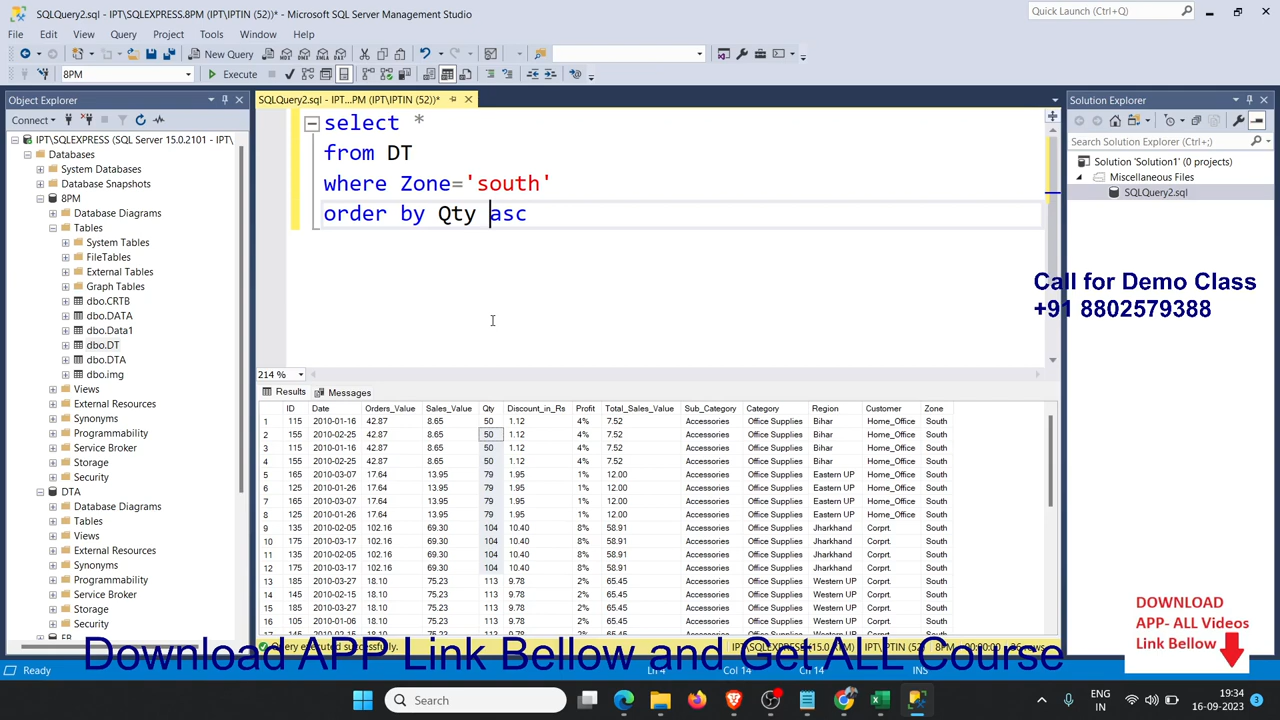 SQLQuery2.sql - IPT\SQLEXPRESS.8PM (IPT\IPTIN (52))* - Microsoft SQL Server Management Studio
Quick Launch (Ctrl+Q)
File Edit View Query Project Tools Window Help
New Query
8PM
Execute
Object Explorer
Connect
IPT\SQLEXPRESS (SQL Server 15.0.2101 - IPT\
Databases
System Databases
Database Snapshots
8PM
Database Diagrams
Tables
System Tables
FileTables
External Tables
Graph Tables
dbo.CRTB
dbo.DATA
dbo.Data1
dbo.DT
dbo.DTA
dbo.img
Views
External Resources
Synonyms
Programmability
Service Broker
Storage
Security
DTA
Database Diagrams
Tables
Views
External Resources
Synonyms
Programmability
Service Broker
Storage
Security
SQLQuery2.sql - IPT...PM (IPT\IPTIN (52))*
select *
from DT
where Zone='south'
order by Qty asc
214 %
Results Messages
ID Date Orders_Value Sales_Value Qty Discount_in_Rs Profit Total_Sales_Value Sub_Category Category Region Customer Zone
1 115 2010-01-16 42.87 8.65 50 1.12 4% 7.52 Accessories Office Supplies Bihar Home_Office South
2 155 2010-02-25 42.87 8.65 50 1.12 4% 7.52 Accessories Office Supplies Bihar Home_Office South
3 115 2010-01-16 42.87 8.65 50 1.12 4% 7.52 Accessories Office Supplies Bihar Home_Office South
4 155 2010-02-25 42.87 8.65 50 1.12 4% 7.52 Accessories Office Supplies Bihar Home_Office South
5 165 2010-03-07 17.64 13.95 79 1.95 1% 12.00 Accessories Office Supplies Eastern UP Home_Office South
6 125 2010-01-26 17.64 13.95 79 1.95 1% 12.00 Accessories Office Supplies Eastern UP Home_Office South
7 165 2010-03-07 17.64 13.95 79 1.95 1% 12.00 Accessories Office Supplies Eastern UP Home_Office South
8 125 2010-01-26 17.64 13.95 79 1.95 1% 12.00 Accessories Office Supplies Eastern UP Home_Office South
9 135 2010-02-05 102.16 69.30 104 10.40 8% 58.91 Accessories Office Supplies Jharkhand Corprt. South
10 175 2010-03-17 102.16 69.30 104 10.40 8% 58.91 Accessories Office Supplies Jharkhand Corprt. South
11 135 2010-02-05 102.16 69.30 104 10.40 8% 58.91 Accessories Office Supplies Jharkhand Corprt. South
12 175 2010-03-17 102.16 69.30 104 10.40 8% 58.91 Accessories Office Supplies Jharkhand Corprt. South
13 185 2010-03-27 18.10 75.23 113 9.78 2% 65.45 Accessories Office Supplies Western UP Corprt. South
14 145 2010-02-15 18.10 75.23 113 9.78 2% 65.45 Accessories Office Supplies Western UP Corprt. South
15 185 2010-03-27 18.10 75.23 113 9.78 2% 65.45 Accessories Office Supplies Western UP Corprt. South
16 105 2010-01-06 18.10 75.23 113 9.78 2% 65.45 Accessories Office Supplies Western UP Corprt. South
Query executed successfully.
Solution Explorer
Search Solution Explorer (Ctrl+;)
Solution 'Solution1' (0 projects)
Miscellaneous Files
SQLQuery2.sql
Call for Demo Class
+91 8802579388
DOWNLOAD
APP- ALL Videos
Link Bellow
Download APP Link Bellow and Get ALL Course
Ready Ln 4 Col 14 Ch 14 INS
Search
ENG
IN
19:34
16-09-2023
3